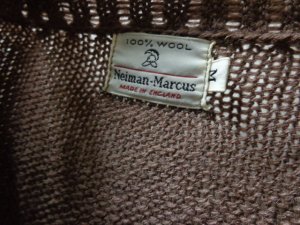 100% WOOL
Neiman-Marcus
MADE IN ENGLAND
M